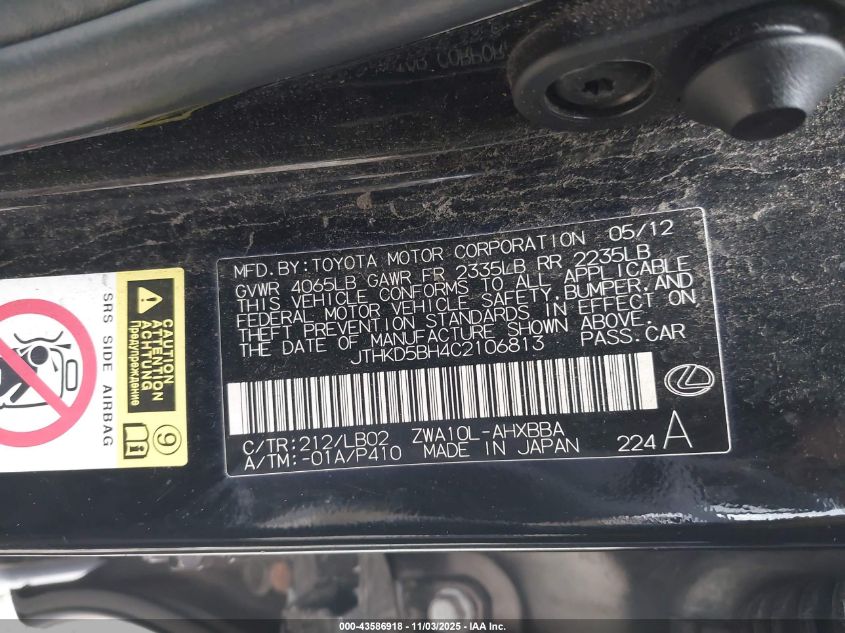 MFD.BY:TOYOTA MOTOR CORPORATION 05/12
GVWR 4065LB GAWR FR 2335LB RR 2235LB
THIS VEHICLE CONFORMS TO ALL APPLICABLE
FEDERAL MOTOR VEHICLE SAFETY,BUMPER,AND
THEFT PREVENTION STANDARDS IN EFFECT ON
THE DATE OF MANUFACTURE SHOWN ABOVE.
JTHKD5BH4C2106813 PASS.CAR
C/TR:212/LB02 ZWA10L-AHXBBA
A/TM:-01A/P410 MADE IN JAPAN 224 A
SRS SIDE AIRBAG
CAUTION
ATTENTION
ACHTUNG
Предупреждение
9
000-43586918 - 11/03/2025 - IAA Inc.